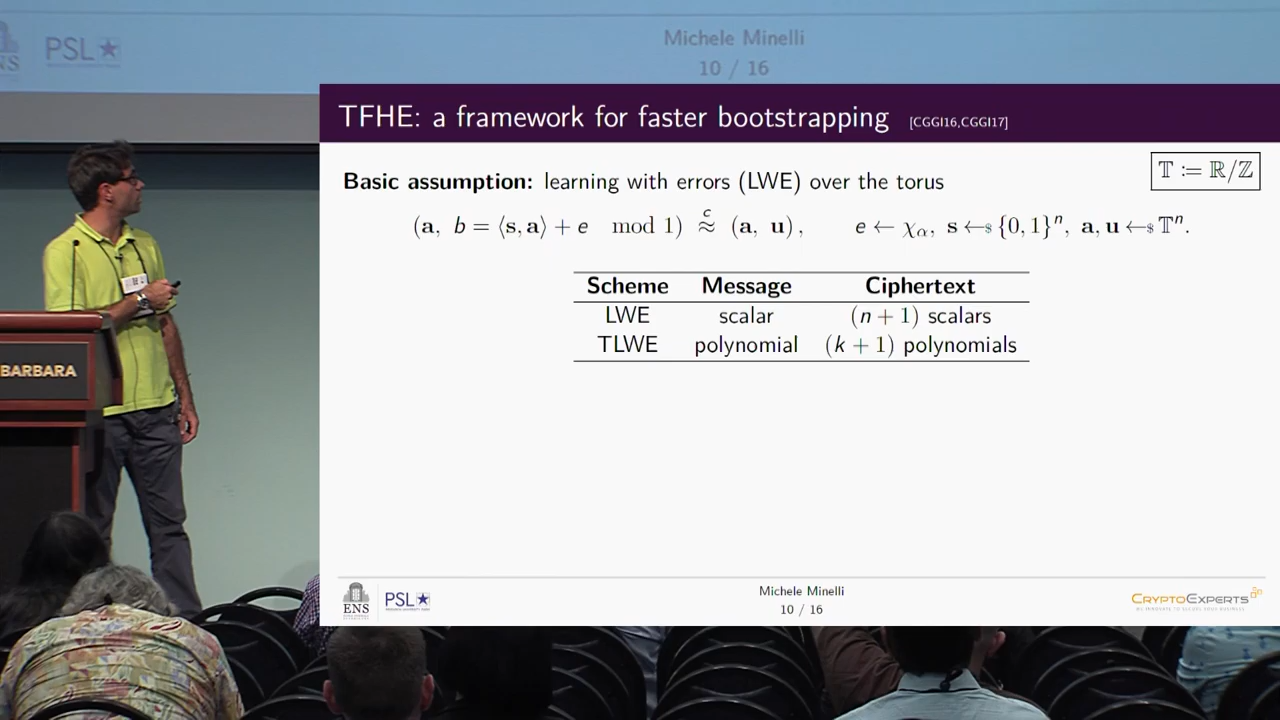 NS
PSL★
Michele Minelli
10 / 16
TFHE: a framework for faster bootstrapping [CGGI16,CGGI17]
𝕋 := ℝ/ℤ
Basic assumption: learning with errors (LWE) over the torus
(a, b = ⟨s, a⟩ + e mod 1) ≈ᶜ (a, u), e ← χ_α, s ←$ {0, 1}ⁿ, a, u ←$ 𝕋ⁿ.
Scheme Message Ciphertext
LWE scalar (n + 1) scalars
TLWE polynomial (k + 1) polynomials
BARBARA
ENS
PSL★
Michele Minelli
10 / 16
CRYPTOEXPERTS